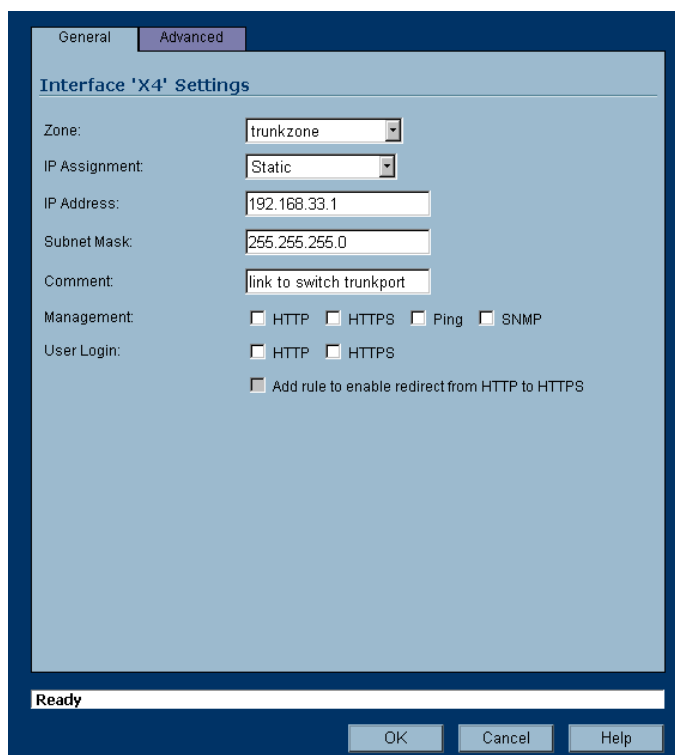 General Advanced
Interface 'X4' Settings
Zone: trunkzone
IP Assignment: Static
IP Address: 192.168.33.1
Subnet Mask: 255.255.255.0
Comment: link to switch trunkport
Management: HTTP HTTPS Ping SNMP
User Login: HTTP HTTPS
Add rule to enable redirect from HTTP to HTTPS
Ready
OK Cancel Help